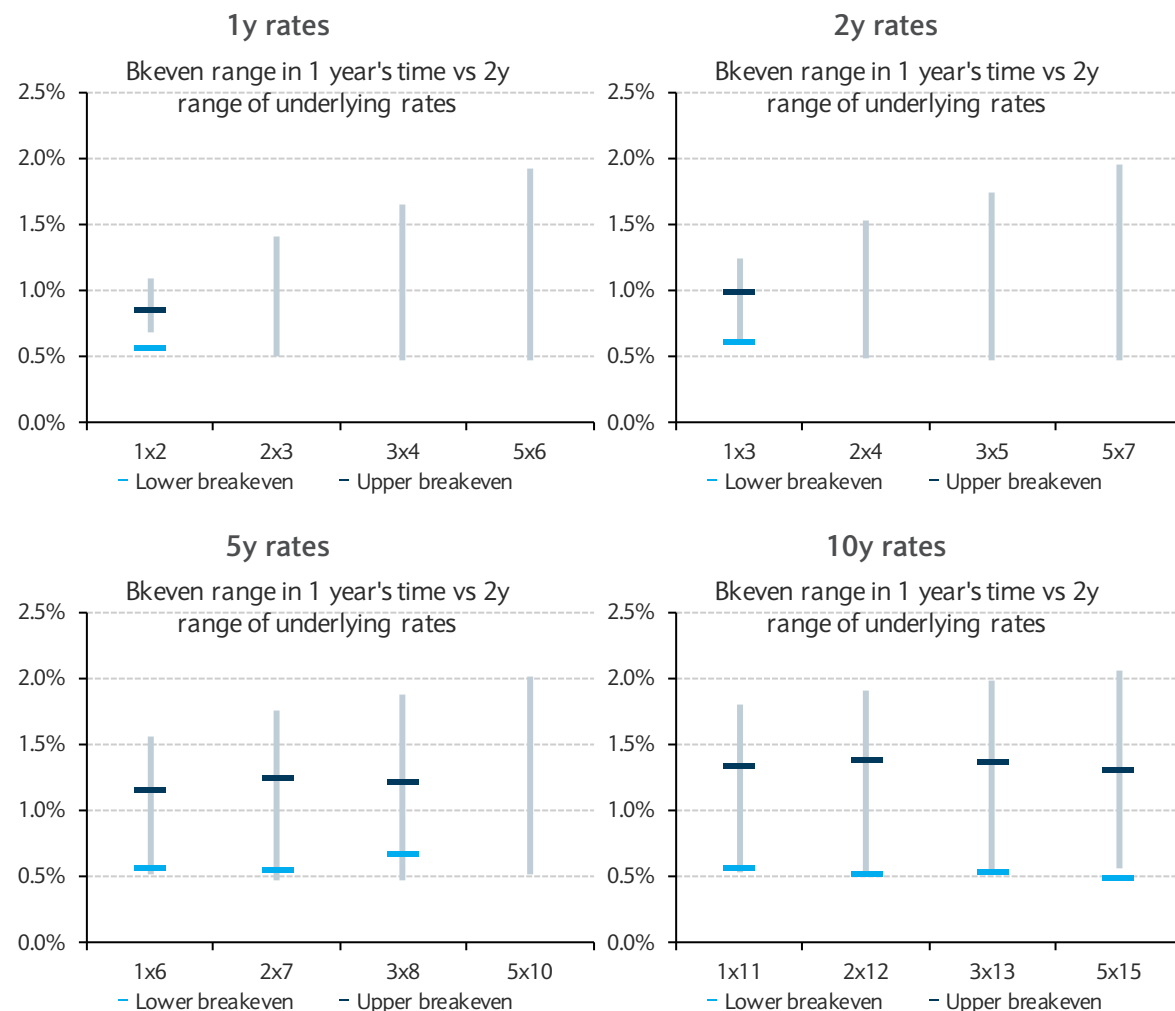 1y rates
Bkeven range in 1 year's time vs 2y
range of underlying rates
2.5%
2.0%
1.5%
1.0%
0.5%
0.0%
1x2 2x3 3x4 5x6
Lower breakeven Upper breakeven
2y rates
Bkeven range in 1 year's time vs 2y
range of underlying rates
2.5%
2.0%
1.5%
1.0%
0.5%
0.0%
1x3 2x4 3x5 5x7
Lower breakeven Upper breakeven
5y rates
Bkeven range in 1 year's time vs 2y
range of underlying rates
2.5%
2.0%
1.5%
1.0%
0.5%
0.0%
1x6 2x7 3x8 5x10
Lower breakeven Upper breakeven
10y rates
Bkeven range in 1 year's time vs 2y
range of underlying rates
2.5%
2.0%
1.5%
1.0%
0.5%
0.0%
1x11 2x12 3x13 5x15
Lower breakeven Upper breakeven